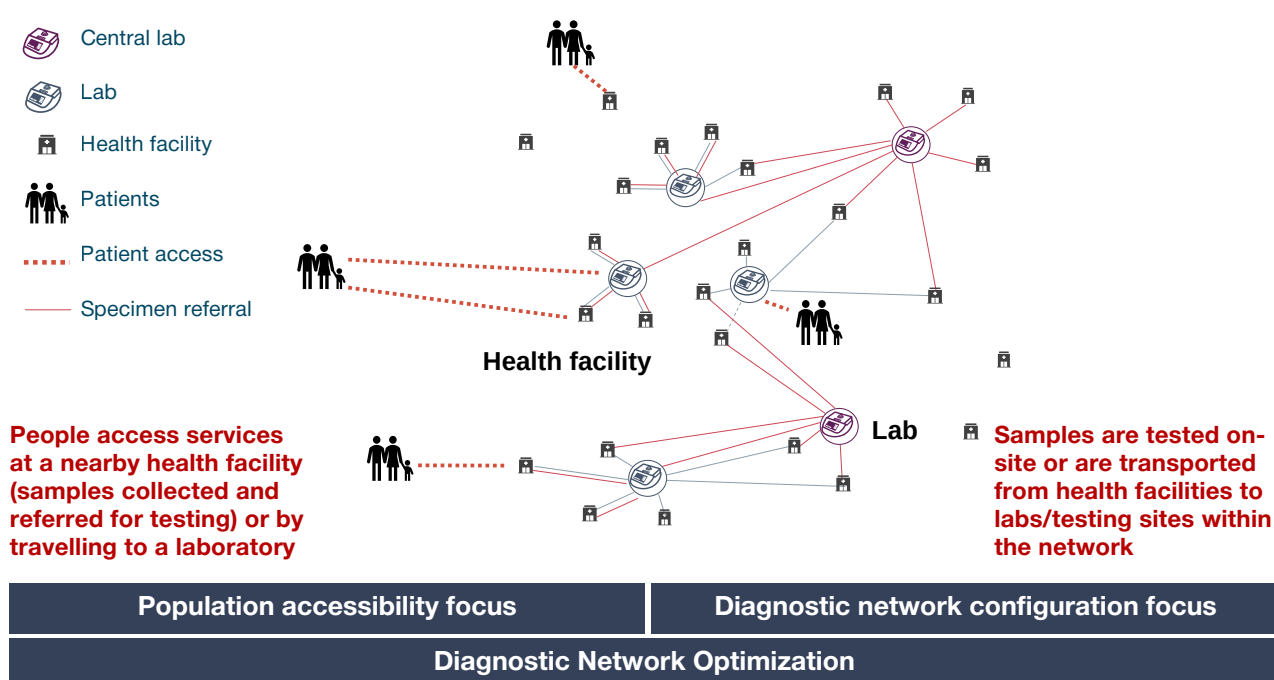 Central lab
Lab
Health facility
Patients
Patient access
Specimen referral
Health facility
Lab
People access services
at a nearby health facility
(samples collected and
referred for testing) or by
travelling to a laboratory
Samples are tested on-
site or are transported
from health facilities to
labs/testing sites within
the network
Population accessibility focus
Diagnostic network configuration focus
Diagnostic Network Optimization